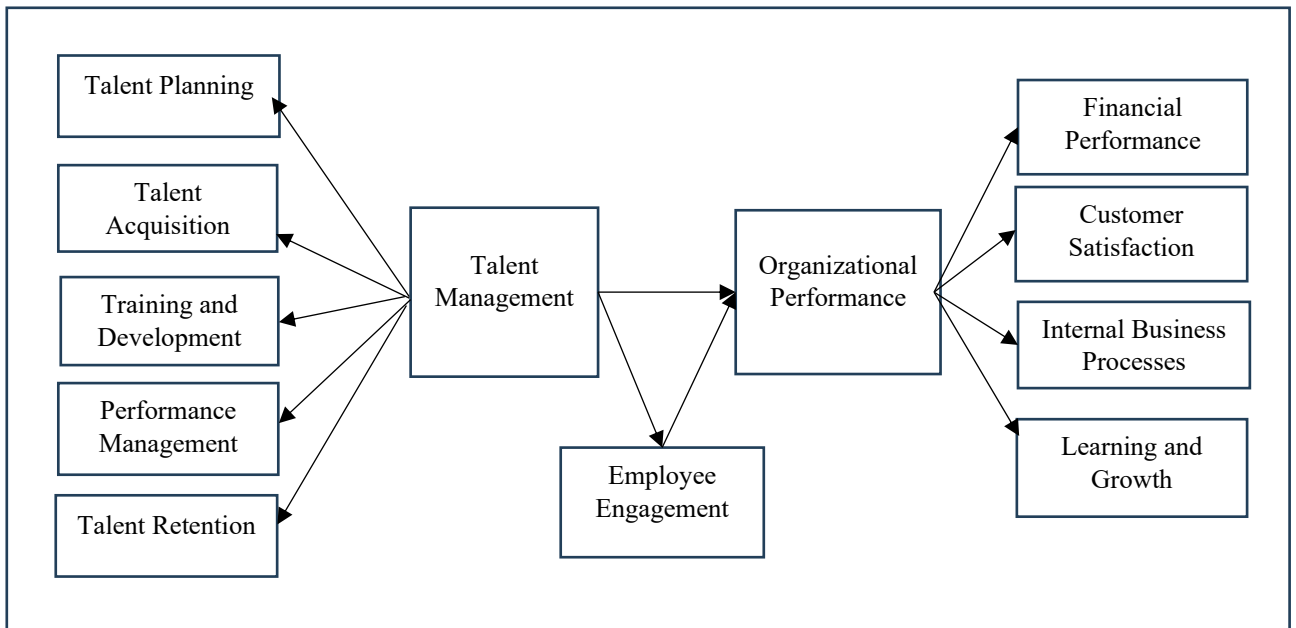 Talent Planning
Talent
Acquisition
Training and
Development
Performance
Management
Talent Retention
Talent
Management
Employee
Engagement
Organizational
Performance
Financial
Performance
Customer
Satisfaction
Internal Business
Processes
Learning and
Growth